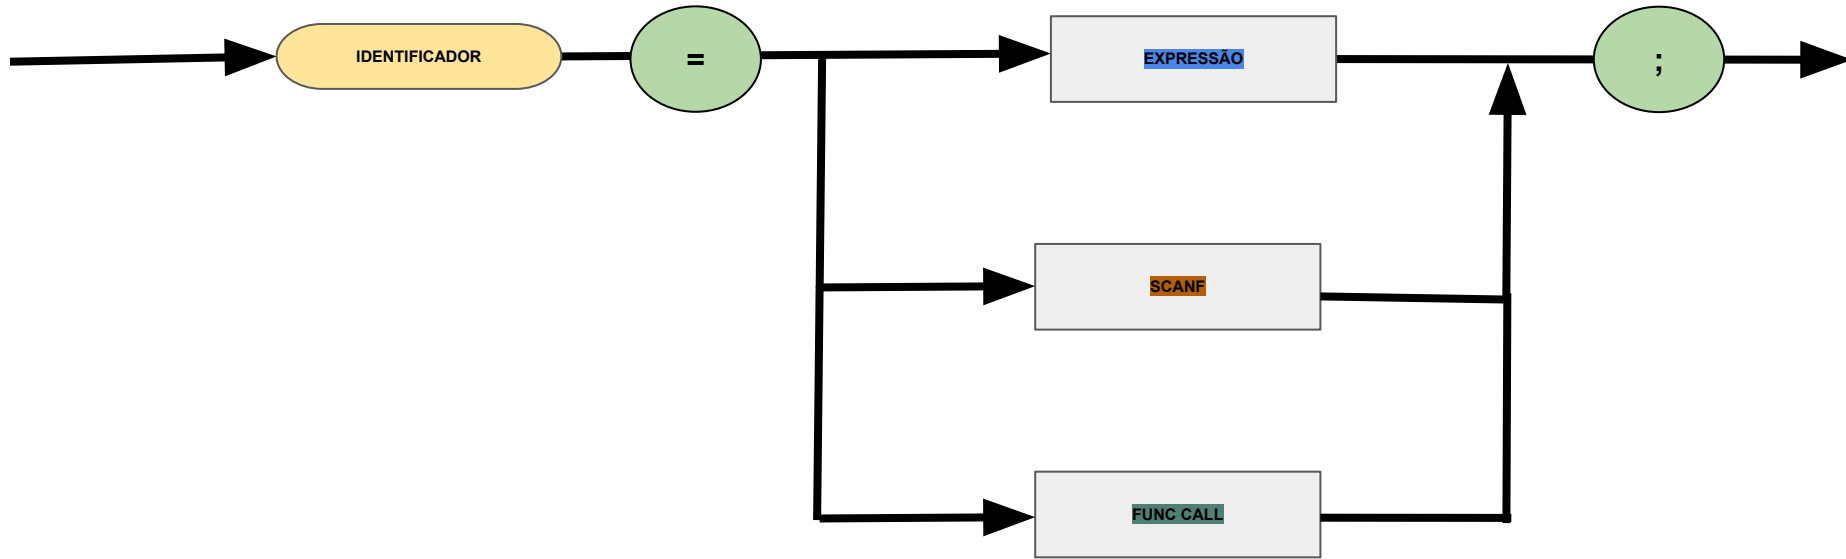 IDENTIFICADOR
=
EXPRESSÃO
;
SCANF
FUNC CALL